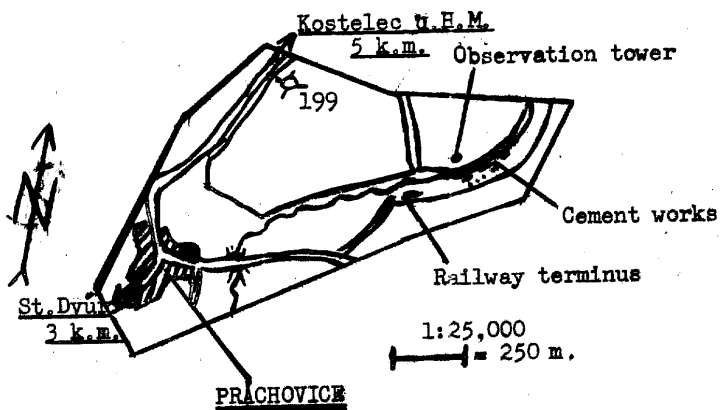 Kostelec u.H.M.
5 k.m.
Observation tower
199
N
Cement works
Railway terminus
St.Dvůr
3 k.m.
1:25,000
= 250 m.
PRACHOVICE